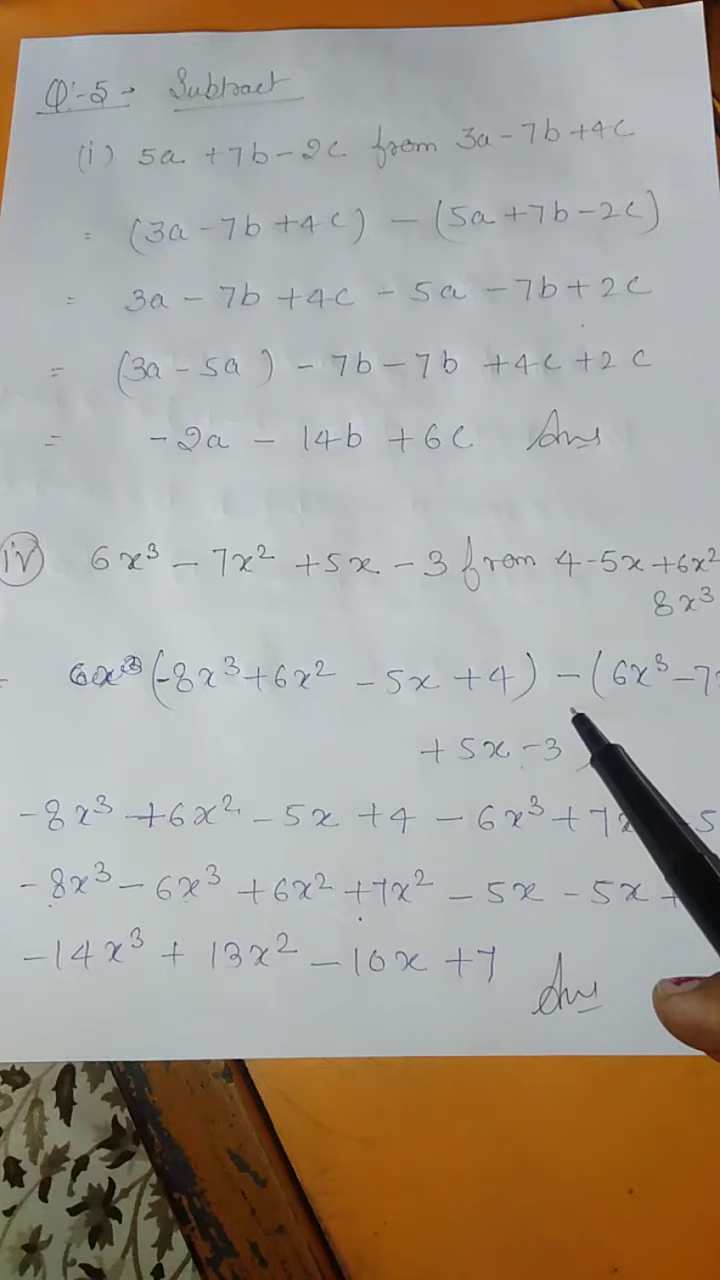 Q:-5:- Subtract
(i) 5a + 7b - 2c from 3a - 7b + 4c
= (3a - 7b + 4c) - (5a + 7b - 2c)
= 3a - 7b + 4c - 5a - 7b + 2c
= (3a - 5a) - 7b - 7b + 4c + 2c
= -2a - 14b + 6c Ans
(iv) 6x³ - 7x² + 5x - 3 from 4 - 5x + 6x²
8x³
(-8x³ + 6x² - 5x + 4) - (6x³ - 7x
+ 5x - 3
-8x³ + 6x² - 5x + 4 - 6x³ + 7x - 5
-8x³ - 6x³ + 6x² + 7x² - 5x - 5x +
-14x³ + 13x² - 10x + 7 Ans